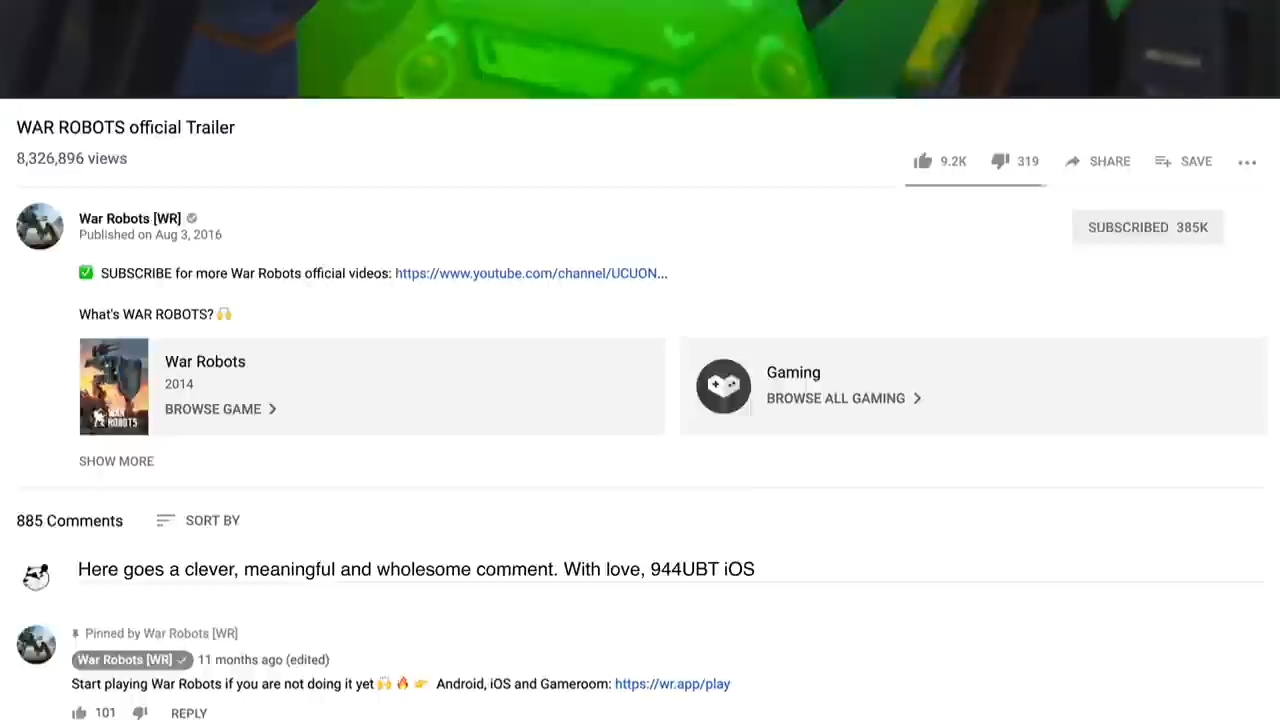 WAR ROBOTS official Trailer
8,326,896 views
9.2K 319 SHARE SAVE
War Robots [WR]
Published on Aug 3, 2016
SUBSCRIBED 385K
✅ SUBSCRIBE for more War Robots official videos: https://www.youtube.com/channel/UCUON...
What's WAR ROBOTS? 🙌
WAR ROBOTS
War Robots
2014
BROWSE GAME
Gaming
BROWSE ALL GAMING
SHOW MORE
885 Comments SORT BY
Here goes a clever, meaningful and wholesome comment. With love, 944UBT iOS
Pinned by War Robots [WR]
War Robots [WR] 11 months ago (edited)
Start playing War Robots if you are not doing it yet 🙌 🔥 👉 Android, iOS and Gameroom: https://wr.app/play
101 REPLY